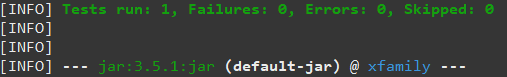 [INFO] Tests run: 1, Failures: 0, Errors: 0, Skipped: 0
[INFO]
[INFO]
[INFO] --- jar:3.5.1:jar (default-jar) @ xfamily ---